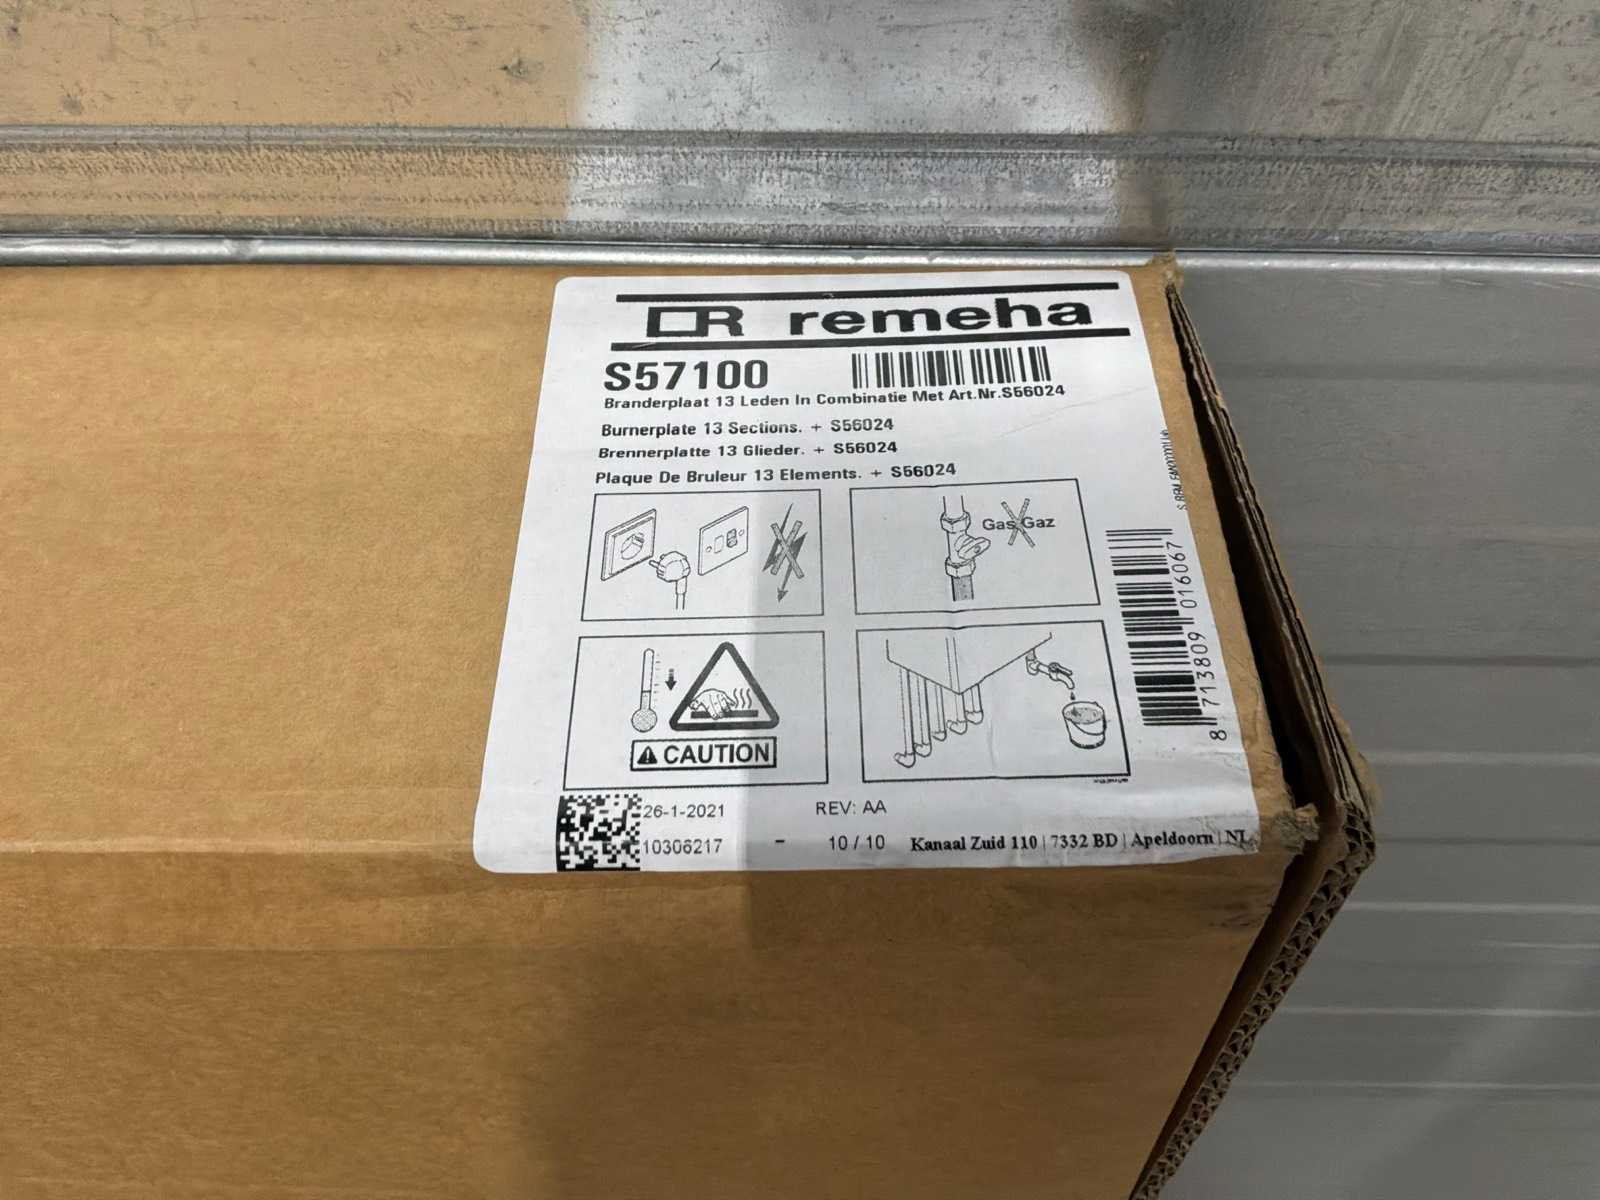 remeha
S57100
Branderplaat 13 Leden In Combinatie Met Art.Nr.S56024
Burnerplate 13 Sections. + S56024
Brennerplatte 13 Glieder. + S56024
Plaque De Bruleur 13 Elements. + S56024
Gas Gaz
CAUTION
8 713809 016067
26-1-2021
REV: AA
10306217 - 10 / 10
Kanaal Zuid 110 | 7332 BD | Apeldoorn | NL